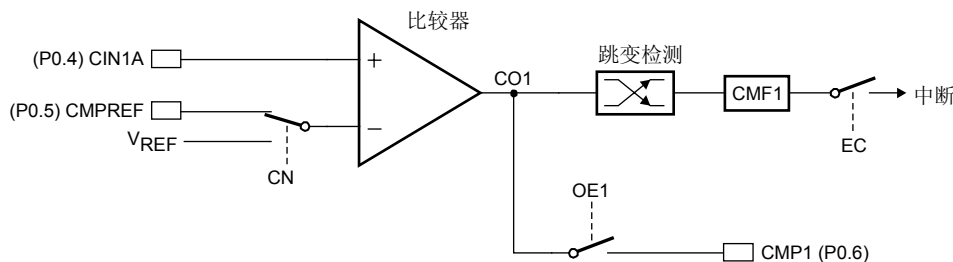 比较器
(P0.4) CIN1A
+
跳变检测
CO1
(P0.5) CMPREF
CMF1
中断
−
VREF
CN
EC
OE1
CMP1 (P0.6)